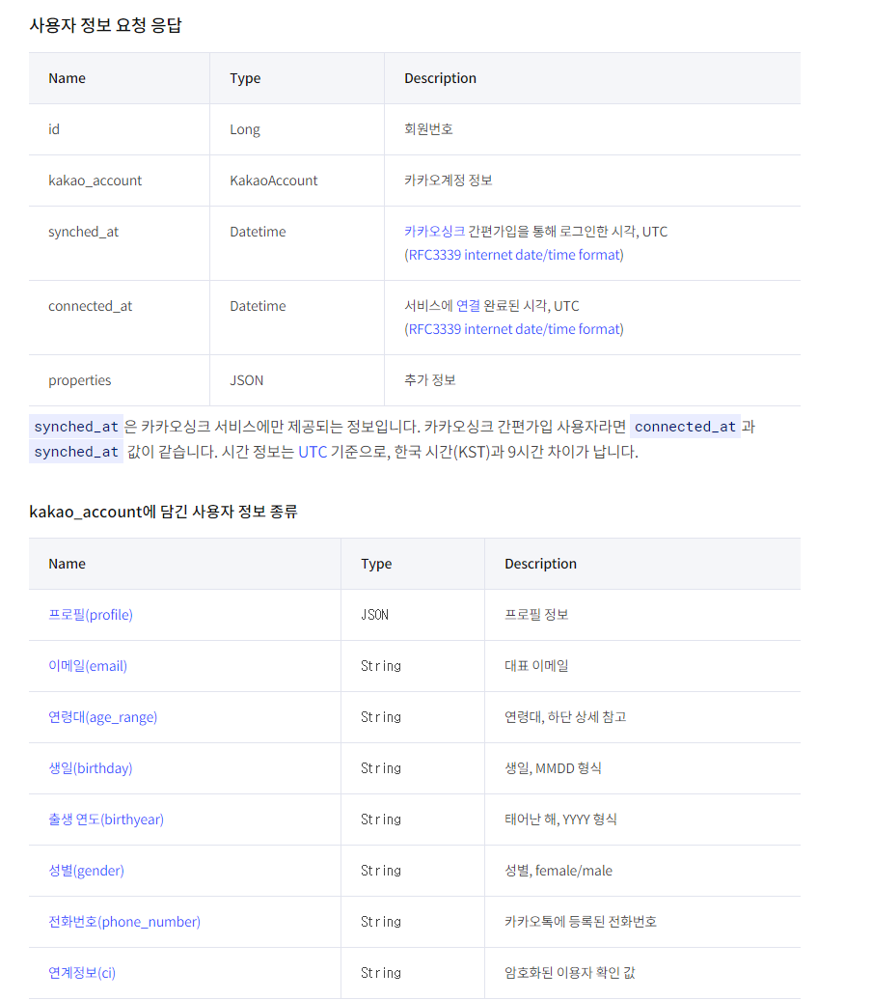 사용자 정보 요청 응답
Name Type Description
id Long 회원번호
kakao_account KakaoAccount 카카오계정 정보
synched_at Datetime 카카오싱크 간편가입을 통해 로그인한 시각, UTC
(RFC3339 internet date/time format)
connected_at Datetime 서비스에 연결 완료된 시각, UTC
(RFC3339 internet date/time format)
properties JSON 추가 정보
synched_at 은 카카오싱크 서비스에만 제공되는 정보입니다. 카카오싱크 간편가입 사용자라면 connected_at 과
synched_at 값이 같습니다. 시간 정보는 UTC 기준으로, 한국 시간(KST)과 9시간 차이가 납니다.
kakao_account에 담긴 사용자 정보 종류
Name Type Description
프로필(profile) JSON 프로필 정보
이메일(email) String 대표 이메일
연령대(age_range) String 연령대, 하단 상세 참고
생일(birthday) String 생일, MMDD 형식
출생 연도(birthyear) String 태어난 해, YYYY 형식
성별(gender) String 성별, female/male
전화번호(phone_number) String 카카오톡에 등록된 전화번호
연계정보(ci) String 암호화된 이용자 확인 값